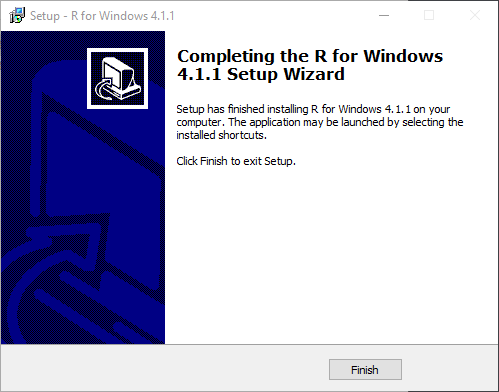 Setup - R for Windows 4.1.1
Completing the R for Windows
4.1.1 Setup Wizard
Setup has finished installing R for Windows 4.1.1 on your
computer. The application may be launched by selecting the
installed shortcuts.
Click Finish to exit Setup.
Finish